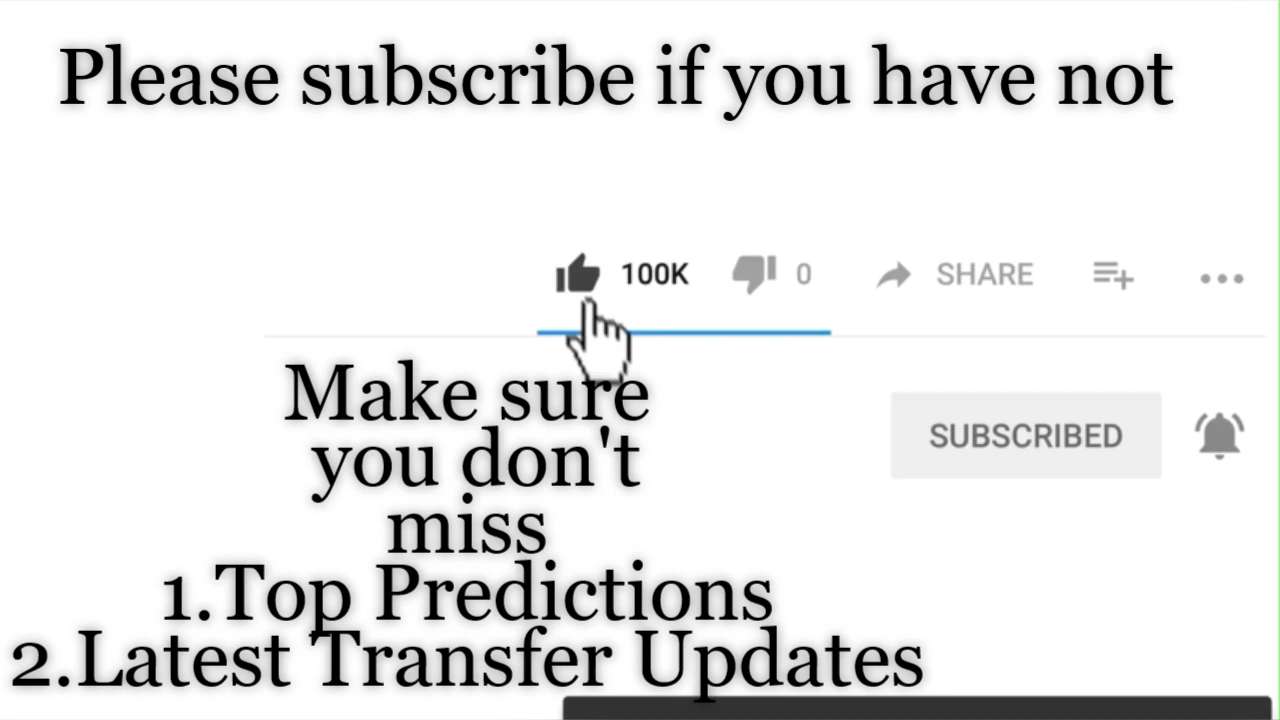 Please subscribe if you have not
100K 0 SHARE
Make sure
you don't
miss
SUBSCRIBED
1.Top Predictions
2.Latest Transfer Updates